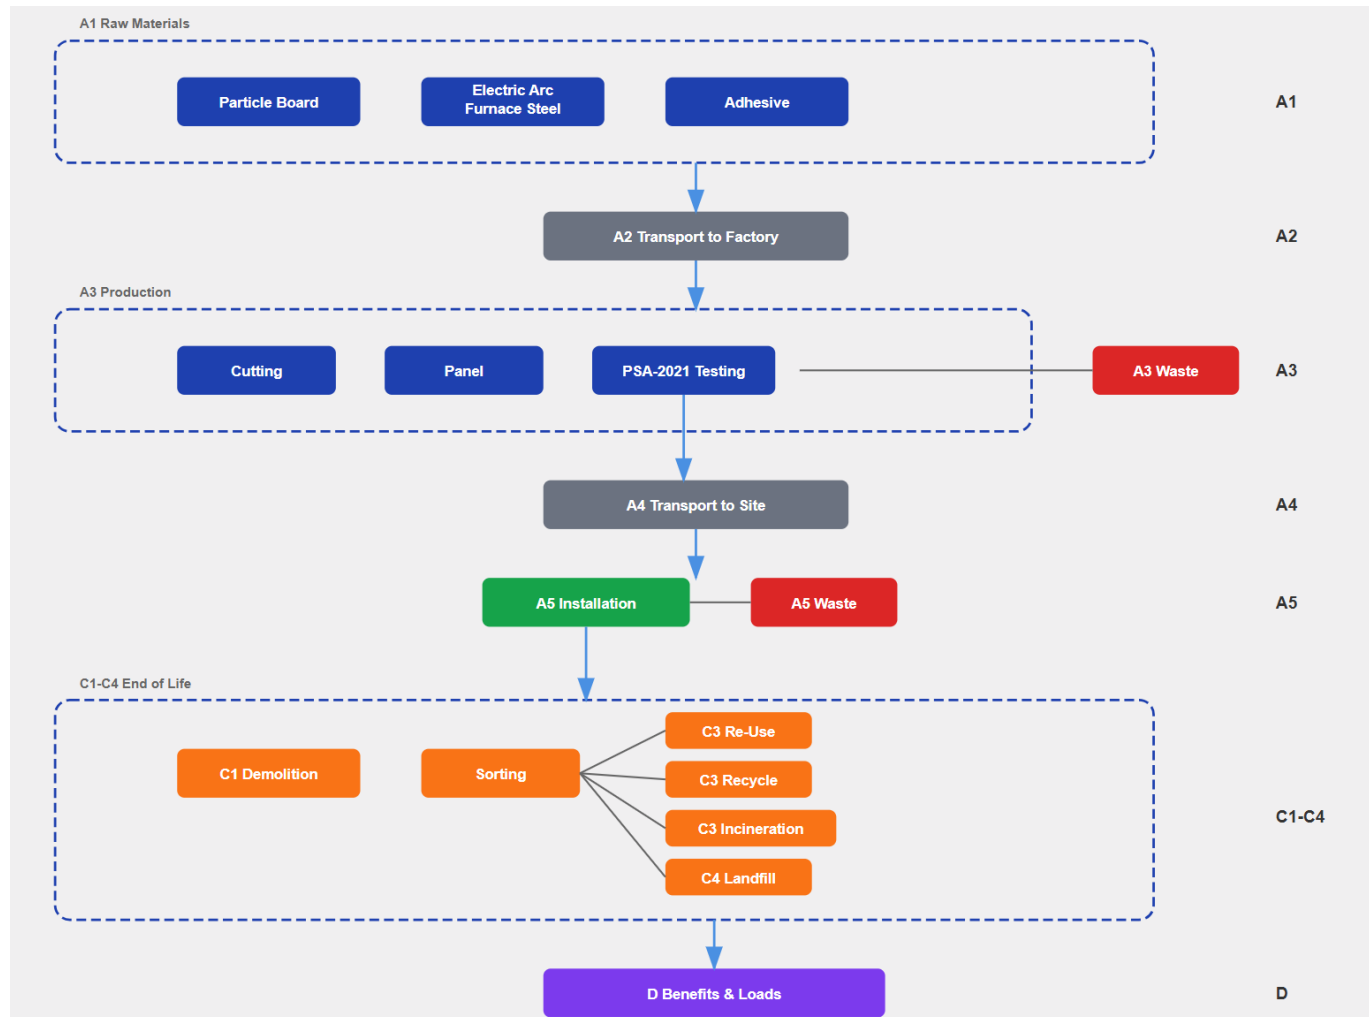 A1 Raw Materials
Particle Board
Electric Arc
Furnace Steel
Adhesive
A1
A2 Transport to Factory
A2
A3 Production
Cutting
Panel
PSA-2021 Testing
A3 Waste
A3
A4 Transport to Site
A4
A5 Installation
A5 Waste
A5
C1-C4 End of Life
C1 Demolition
Sorting
C3 Re-Use
C3 Recycle
C3 Incineration
C4 Landfill
C1-C4
D Benefits & Loads
D